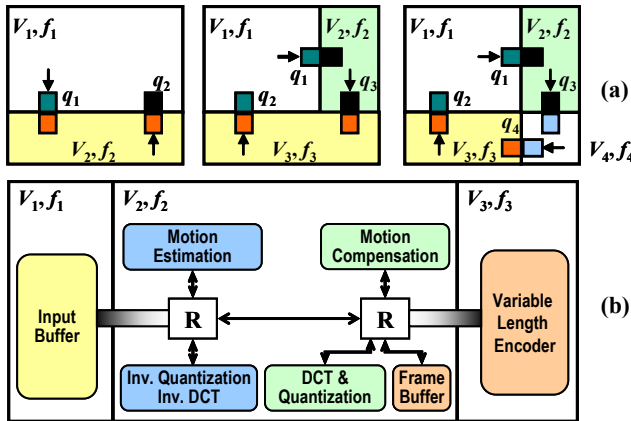 V1, f1
q1
q2
V2, f2
V1, f1
V2, f2
q1
q2
q3
V3, f3
V1, f1
V2, f2
q1
q2
q3
q4
V3, f3
V4, f4
(a)
V1, f1
V2, f2
V3, f3
Input
Buffer
Motion
Estimation
R
Inv. Quantization
Inv. DCT
Motion
Compensation
R
DCT &
Quantization
Frame
Buffer
Variable
Length
Encoder
(b)